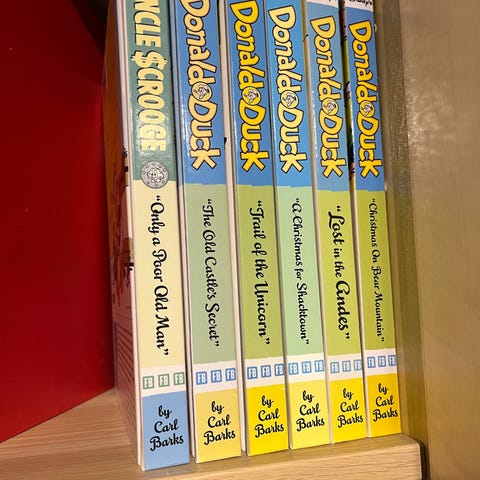 NCLE $CROOGE
"Only a Poor Old Man"
FB FB FB
by
Carl
Barks
Donald Duck
"The Old Castle's Secret"
FB FB FB
by
Carl
Barks
Donald Duck
"Trail of the Unicorn"
FB FB FB
by
Carl
Barks
Donald Duck
"A Christmas for Shacktown"
FB FB FB
by
Carl
Barks
Donald Duck
"Lost in the Andes"
FB FB FB
by
Carl
Barks
Donald Duck
"Christmas On Bear Mountain"
FB FB FB
by
Carl
Barks